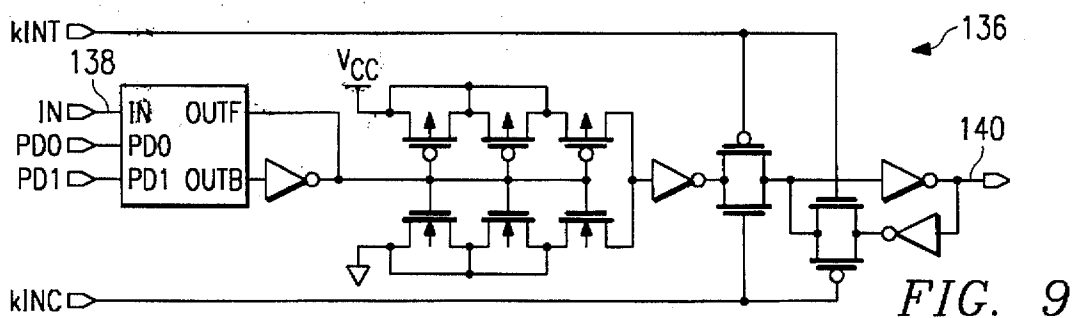 kINT
136
138
VCC
IN IN OUTF
PD0 PD0
PD1 PD1 OUTB
140
kINC
FIG. 9